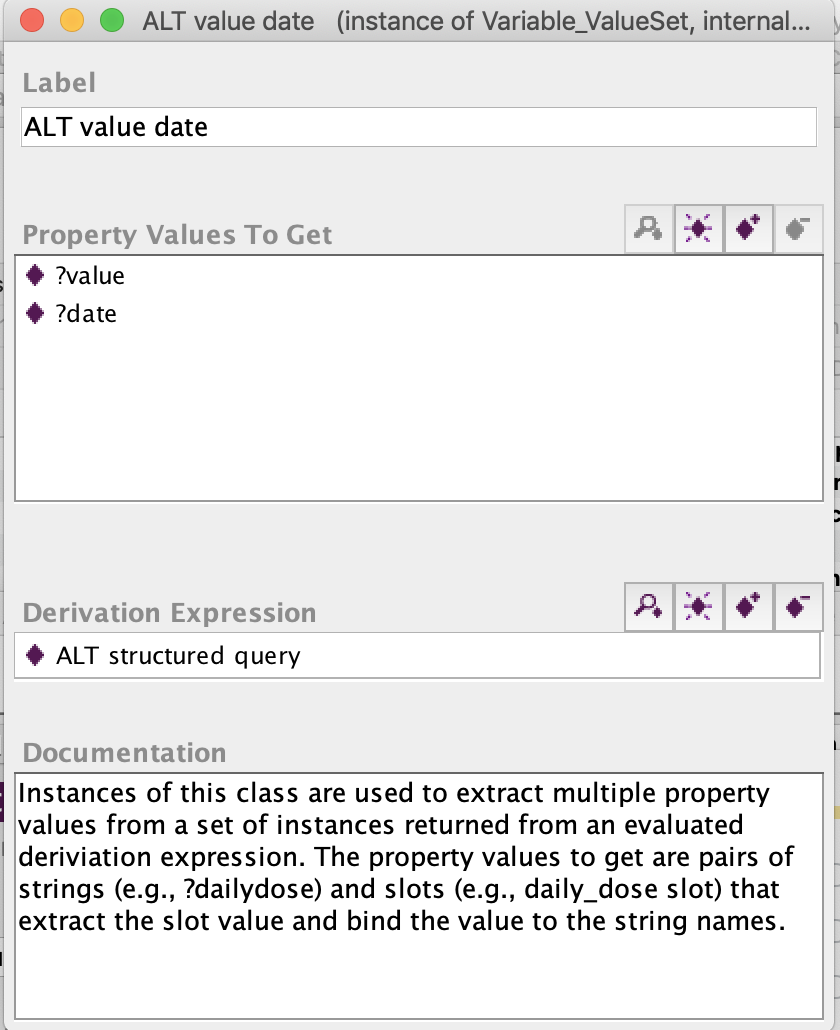 ALT value date (instance of Variable_ValueSet, internal...
Label
ALT value date
Property Values To Get
?value
?date
Derivation Expression
ALT structured query
Documentation
Instances of this class are used to extract multiple property
values from a set of instances returned from an evaluated
deriviation expression. The property values to get are pairs of
strings (e.g., ?dailydose) and slots (e.g., daily_dose slot) that
extract the slot value and bind the value to the string names.